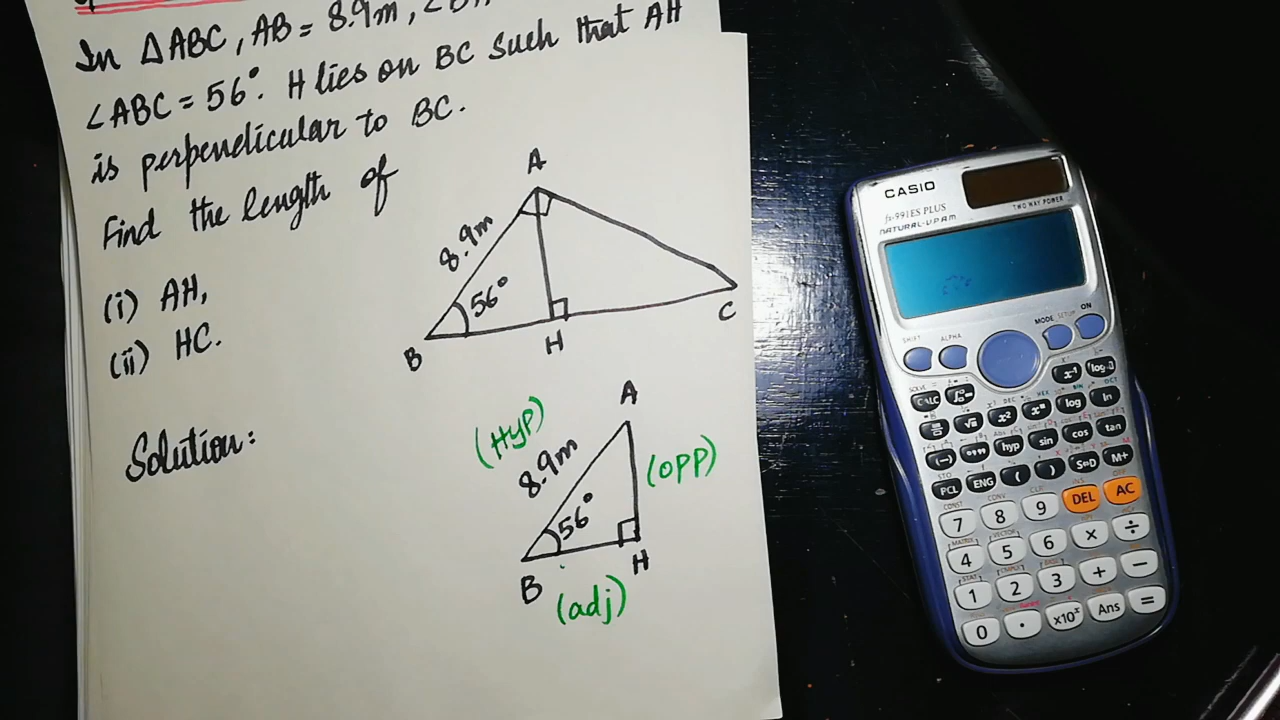 In △ABC, AB = 8.9m,
∠ABC = 56°. H lies on BC such that AH
is perpendicular to BC.
Find the length of
(i) AH,
(ii) HC.
A
8.9m
56°
B
H
C
Solution:
A
(Hyp)
8.9m
(OPP)
56°
B
H
(adj)
CASIO
fx-991ES PLUS
TWO WAY POWER
NATURAL-V.P.A.M.
SHIFT ALPHA MODE SETUP ON
CALC
log ln
(-) hyp sin cos tan
RCL ENG ( ) S⇔D M+
7 8 9 DEL AC
4 5 6 × ÷
1 2 3 + −
0 . ×10ˣ Ans =